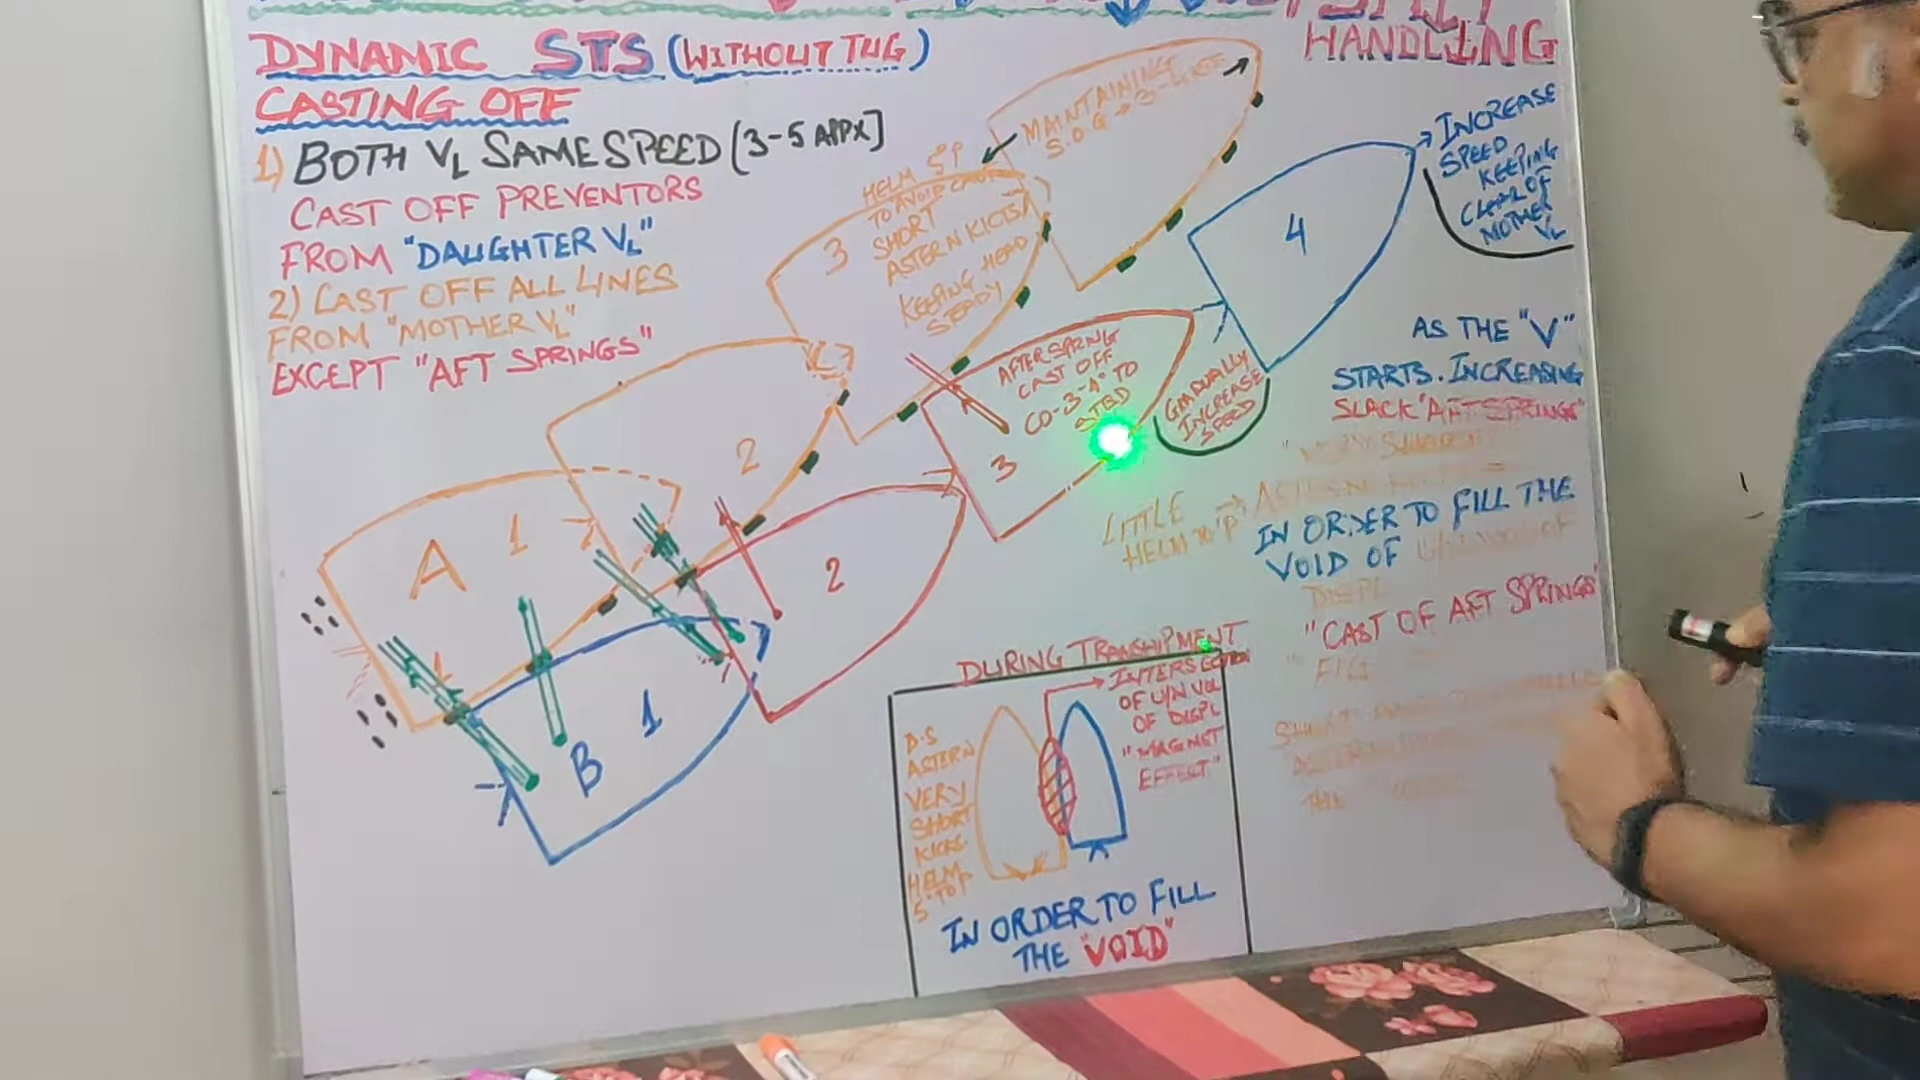 HANDLING
DYNAMIC STS (WITHOUT TUG)
CASTING OFF
1) BOTH VL SAME SPEED (3-5 APPX]
CAST OFF PREVENTORS
FROM "DAUGHTER VL"
2) CAST OFF ALL LINES
FROM "MOTHER VL"
EXCEPT "AFT SPRINGS"
MAINTAINING
S.O.G → 3-4
HELM 5° P
TO AVOID
3 SHORT
ASTERN KICKS
KEEPING HEAD
STEADY
4
INCREASE
SPEED
KEEPING
CLEAR OF
MOTHER
VL
AFTER SPRING
CAST OFF
CO-3-4° TO
STBD
3
GRADUALLY
INCREASE
SPEED
2
2
A 1
B 1
AS THE "V"
STARTS INCREASING
SLACK "AFT SPRINGS"
LITTLE
HELM TO "P"
IN ORDER TO FILL THE
VOID OF
DISPL
"CAST OF AFT SPRINGS"
FILL
THE
DURING TRANSHIPMENT
INTERSECTION
OF U/W VOL
OF DISPL
"MAGNET
EFFECT"
D.S
ASTERN
VERY
SHORT
KICKS
HELM
S-TO P
IN ORDER TO FILL
THE "VOID"